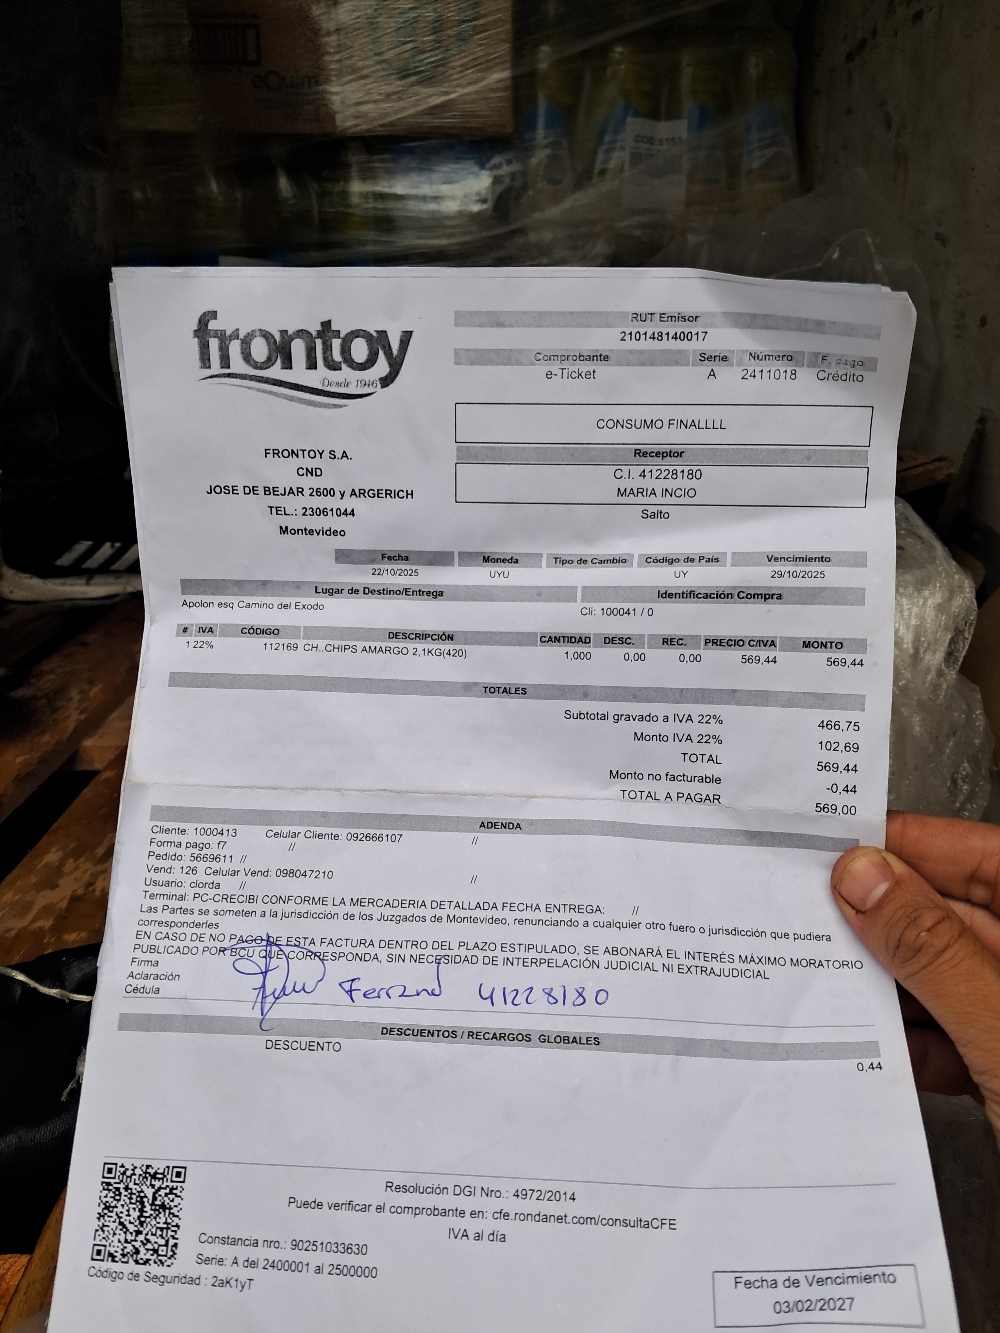 eQuim
frontoy
Desde 1946
RUT Emisor
210148140017
Comprobante Serie Número F. pago
e-Ticket A 2411018 Crédito
CONSUMO FINALLLL
Receptor
C.I. 41228180
MARIA INCIO
Salto
FRONTOY S.A.
CND
JOSE DE BEJAR 2600 y ARGERICH
TEL.: 23061044
Montevideo
Fecha Moneda Tipo de Cambio Código de País Vencimiento
22/10/2025 UYU UY 29/10/2025
Lugar de Destino/Entrega Identificación Compra
Apolon esq Camino del Exodo Cli: 100041 / 0
# IVA CÓDIGO DESCRIPCIÓN CANTIDAD DESC. REC. PRECIO C/IVA MONTO
1 22% 112169 CH..CHIPS AMARGO 2,1KG(420) 1,000 0,00 0,00 569,44 569,44
TOTALES
Subtotal gravado a IVA 22% 466,75
Monto IVA 22% 102,69
TOTAL 569,44
Monto no facturable -0,44
TOTAL A PAGAR 569,00
ADENDA
Cliente: 1000413 Celular Cliente: 092666107 //
Forma pago: f7 //
Pedido: 5669611 //
Vend: 126 Celular Vend: 098047210 //
Usuario: clorda //
Terminal: PC-CRECIBI CONFORME LA MERCADERIA DETALLADA FECHA ENTREGA: //
Las Partes se someten a la jurisdicción de los Juzgados de Montevideo, renunciando a cualquier otro fuero o jurisdicción que pudiera
corresponderles
EN CASO DE NO PAGO DE ESTA FACTURA DENTRO DEL PLAZO ESTIPULADO, SE ABONARÁ EL INTERÉS MÁXIMO MORATORIO
PUBLICADO POR BCU QUE CORRESPONDA, SIN NECESIDAD DE INTERPELACIÓN JUDICIAL NI EXTRAJUDICIAL
Firma
Aclaración
Cédula
41228180
DESCUENTOS / RECARGOS GLOBALES
DESCUENTO 0,44
Resolución DGI Nro.: 4972/2014
Puede verificar el comprobante en: cfe.rondanet.com/consultaCFE
IVA al día
Constancia nro.: 90251033630
Serie: A del 2400001 al 2500000
Código de Seguridad : 2aK1yT
Fecha de Vencimiento
03/02/2027